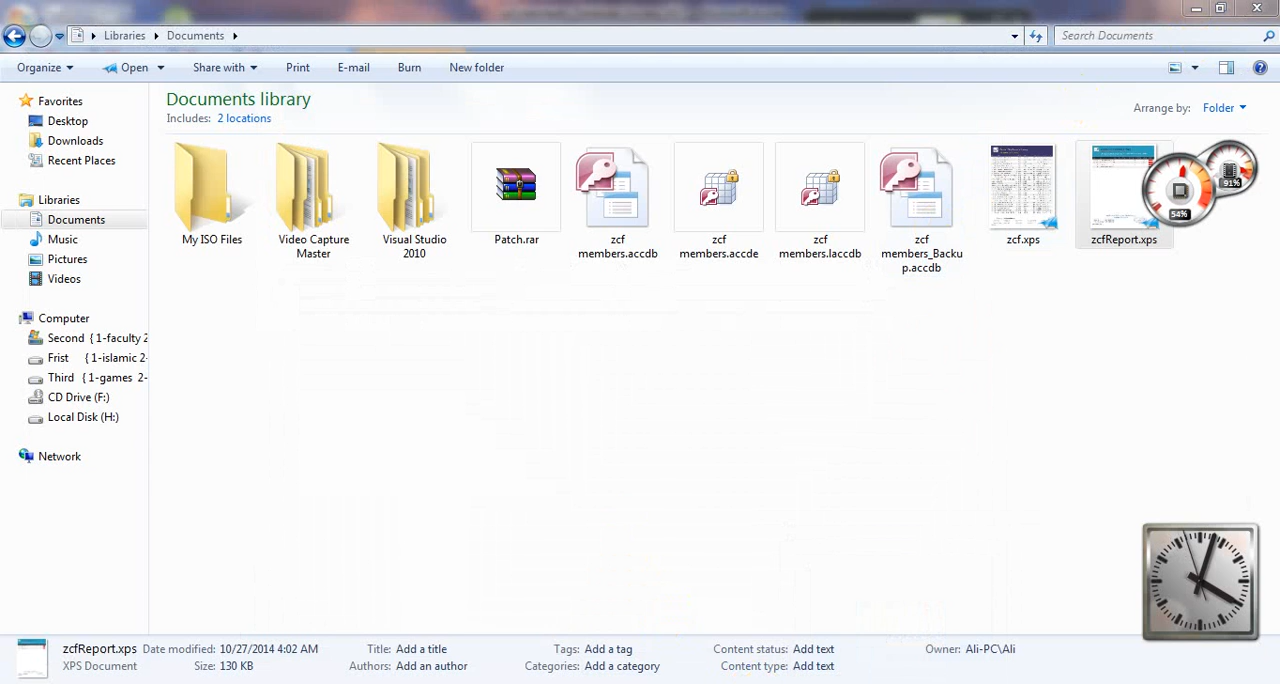 Libraries
Documents
Search Documents
Organize
Open
Share with
Print
E-mail
Burn
New folder
Favorites
Desktop
Downloads
Recent Places
Libraries
Documents
Music
Pictures
Videos
Computer
Second { 1-faculty 2
Frist { 1-islamic 2-
Third { 1-games 2-
CD Drive (F:)
Local Disk (H:)
Network
Documents library
Includes: 2 locations
Arrange by: Folder
My ISO Files
Video Capture
Master
Visual Studio
2010
Patch.rar
zcf
members.accdb
zcf
members.accde
zcf
members.laccdb
zcf
members_Backu
p.accdb
zcf.xps
zcfReport.xps
54%
91%
zcfReport.xps Date modified: 10/27/2014 4:02 AM Title: Add a title Tags: Add a tag Content status: Add text Owner: Ali-PC\Ali
XPS Document Size: 130 KB Authors: Add an author Categories: Add a category Content type: Add text